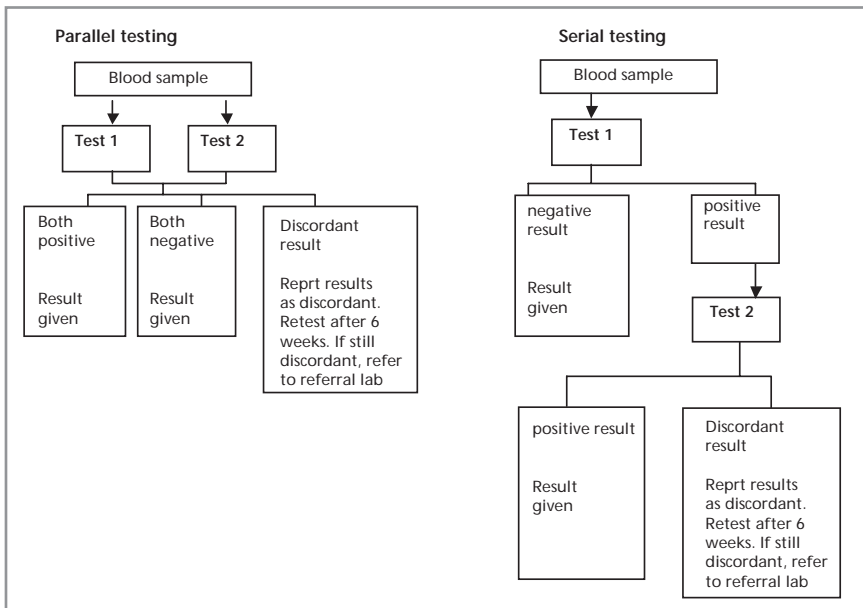 Parallel testing
Blood sample
Test 1
Test 2
Both
positive
Result
given
Both
negative
Result
given
Discordant
result
Reprt results
as discordant.
Retest after 6
weeks. If still
discordant, refer
to referral lab
Serial testing
Blood sample
Test 1
negative
result
Result
given
positive
result
Test 2
positive result
Result
given
Discordant
result
Reprt results
as discordant.
Retest after 6
weeks. If still
discordant, refer
to referral lab